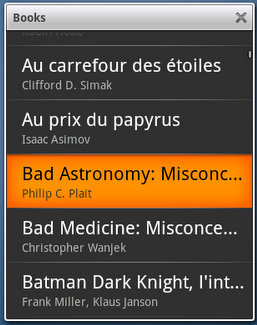 Books
Au carrefour des étoiles
Clifford D. Simak
Au prix du papyrus
Isaac Asimov
Bad Astronomy: Misconc...
Philip C. Plait
Bad Medicine: Misconce...
Christopher Wanjek
Batman Dark Knight, l'int...
Frank Miller, Klaus Janson